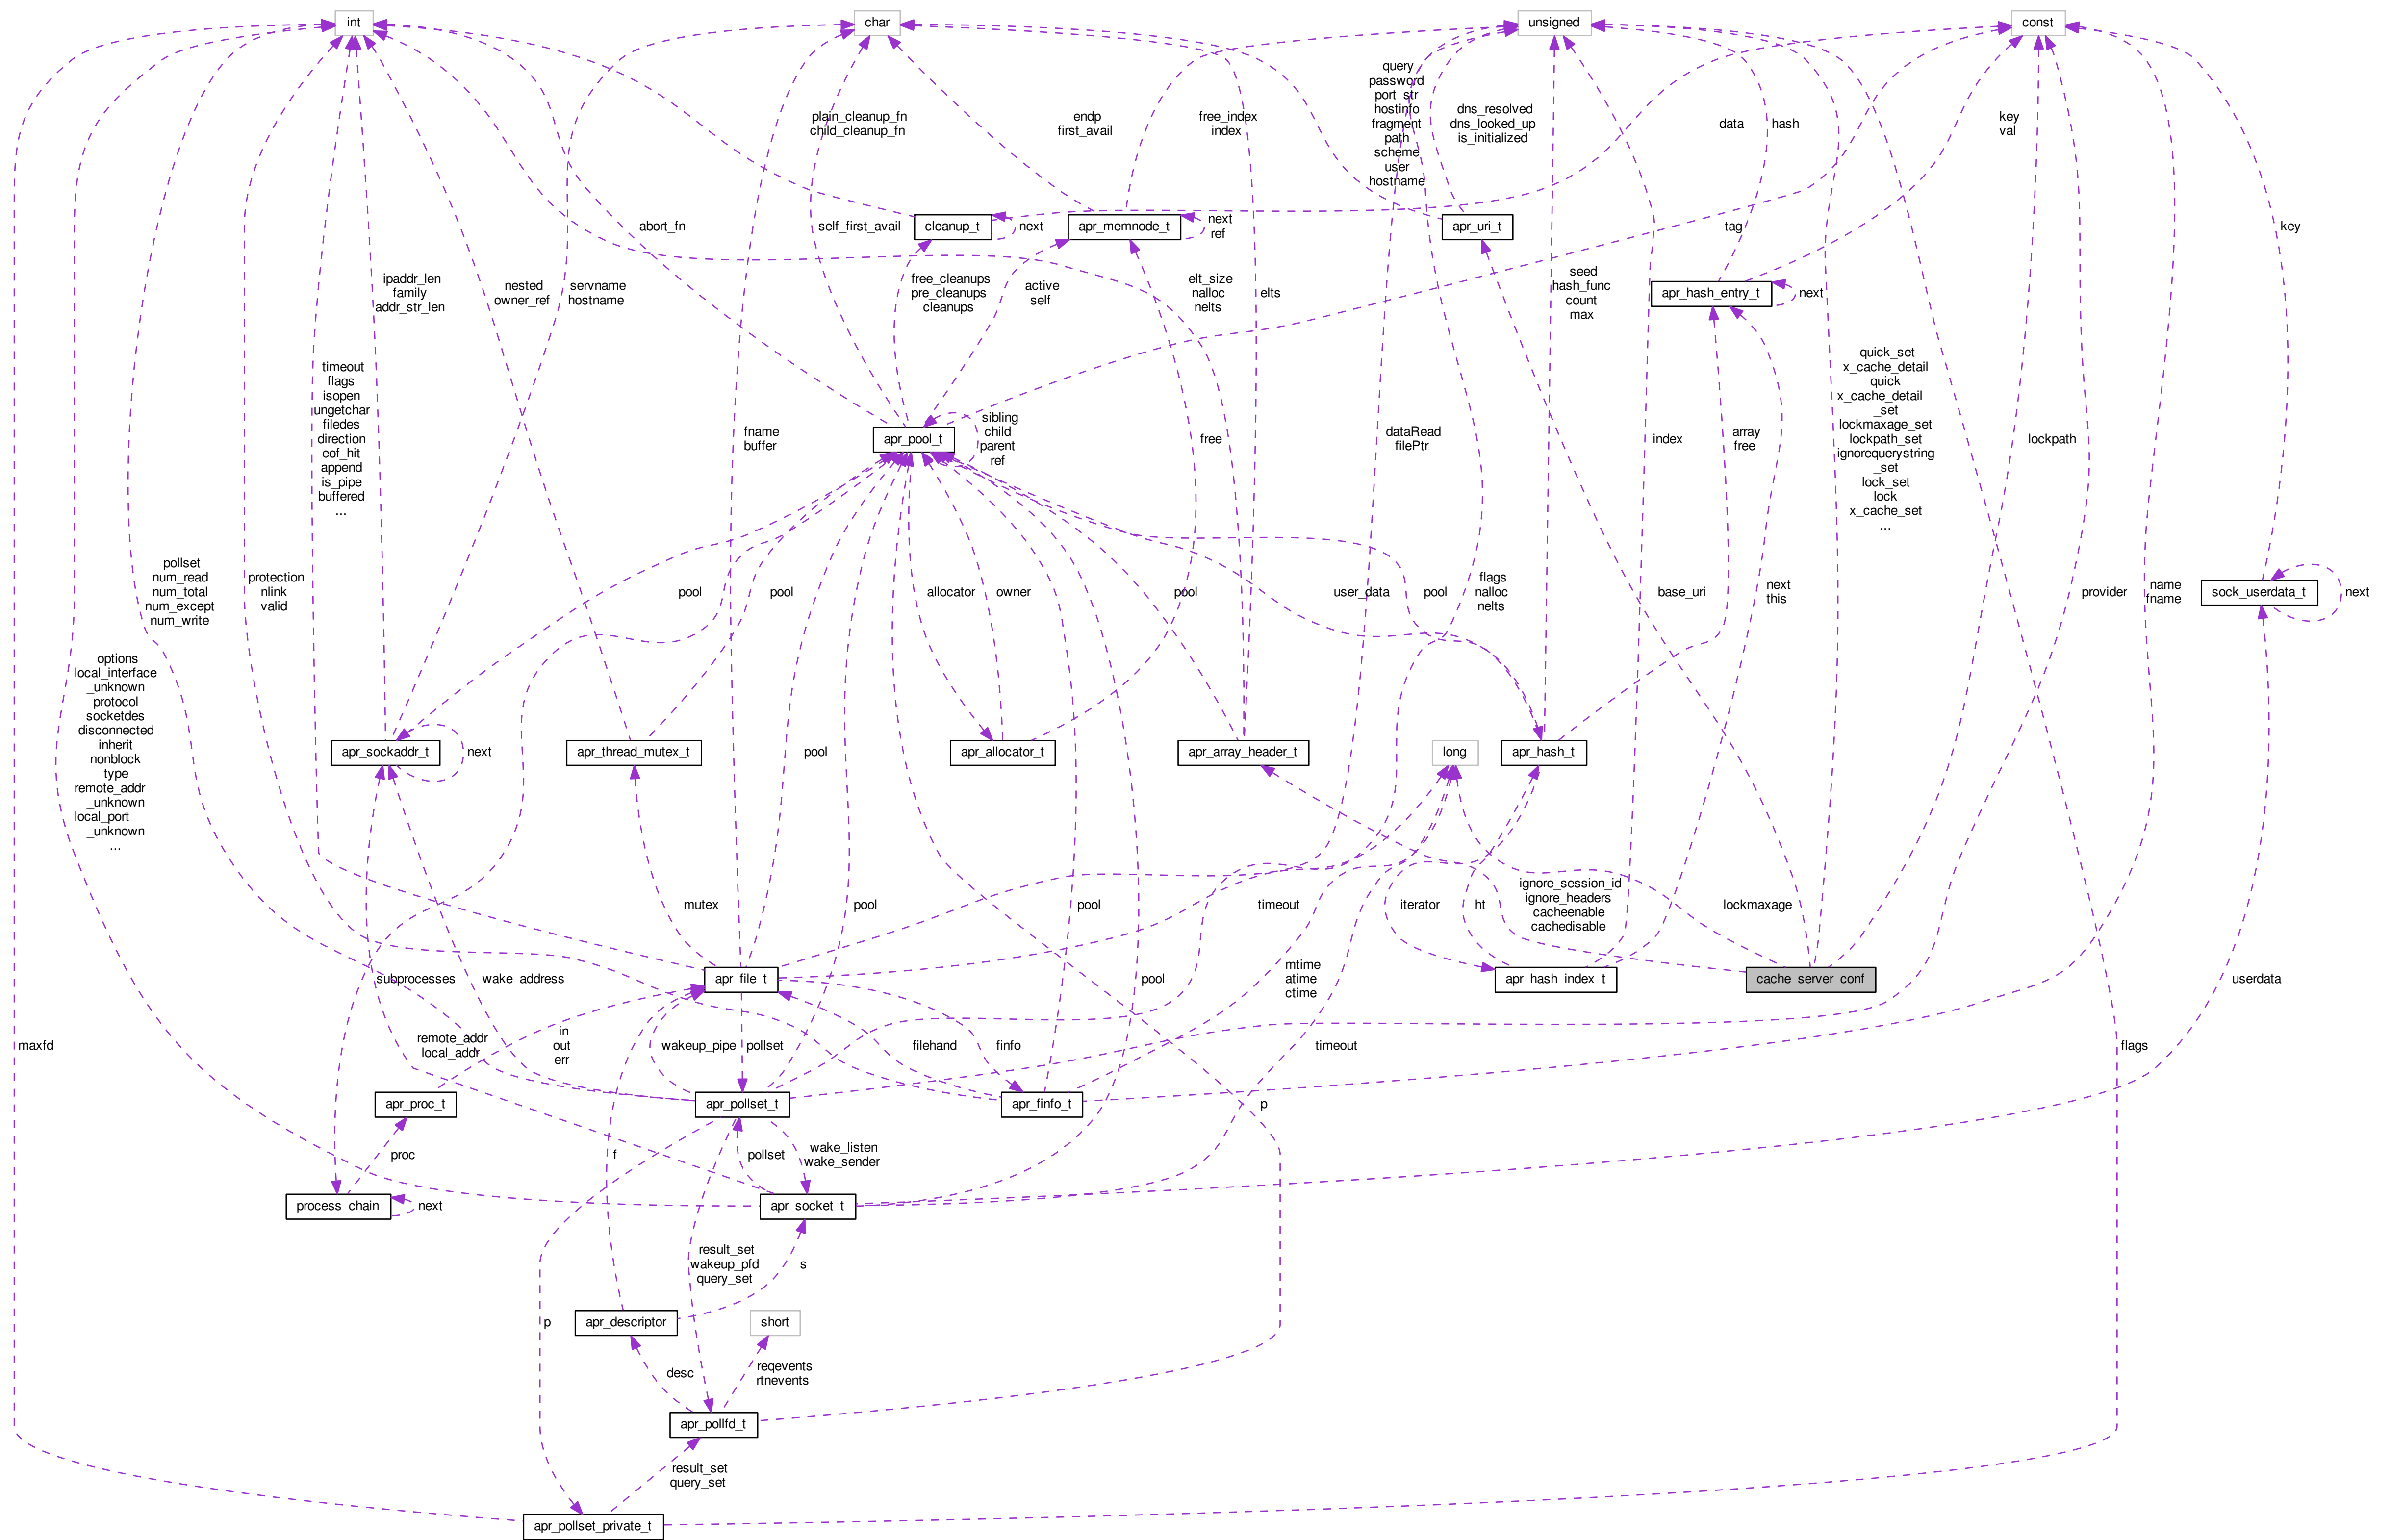 int
char
unsigned
const
query
password
port_str
hostinfo
fragment
path
scheme
user
hostname
plain_cleanup_fn
child_cleanup_fn
endp
first_avail
free_index
index
dns_resolved
dns_looked_up
is_initialized
data
hash
key
val
abort_fn
self_first_avail
cleanup_t
next
apr_memnode_t
next
ref
apr_uri_t
tag
key
ipaddr_len
family
addr_str_len
nested
owner_ref
servname
hostname
free_cleanups
pre_cleanups
cleanups
active
self
elt_size
nalloc
nelts
elts
seed
hash_func
count
max
apr_hash_entry_t
next
timeout
flags
isopen
ungetchar
filedes
direction
eof_hit
append
is_pipe
buffered
...
fname
buffer
apr_pool_t
sibling
child
parent
ref
free
dataRead
filePtr
index
array
free
quick_set
x_cache_detail
quick
x_cache_detail
_set
lockmaxage_set
lockpath_set
ignorequerystring
_set
lock_set
lock
x_cache_set
...
lockpath
pollset
num_read
num_total
num_except
num_write
protection
nlink
valid
pool
pool
allocator
owner
pool
user_data
pool
flags
nalloc
nelts
base_uri
next
this
provider
name
fname
sock_userdata_t
next
options
local_interface
_unknown
protocol
socketdes
disconnected
inherit
nonblock
type
remote_addr
_unknown
local_port
_unknown
...
apr_sockaddr_t
next
apr_thread_mutex_t
pool
apr_allocator_t
apr_array_header_t
long
apr_hash_t
mutex
pool
timeout
iterator
ht
ignore_session_id
ignore_headers
cacheenable
cachedisable
lockmaxage
subprocesses
wake_address
apr_file_t
pool
pool
mtime
atime
ctime
apr_hash_index_t
cache_server_conf
userdata
maxfd
remote_addr
local_addr
in
out
err
wakeup_pipe
pollset
filehand
finfo
timeout
flags
apr_proc_t
apr_pollset_t
apr_finfo_t
p
proc
f
pollset
wake_listen
wake_sender
process_chain
next
apr_socket_t
result_set
wakeup_pfd
query_set
s
p
apr_descriptor
short
desc
reqevents
rtnevents
apr_pollfd_t
result_set
query_set
apr_pollset_private_t